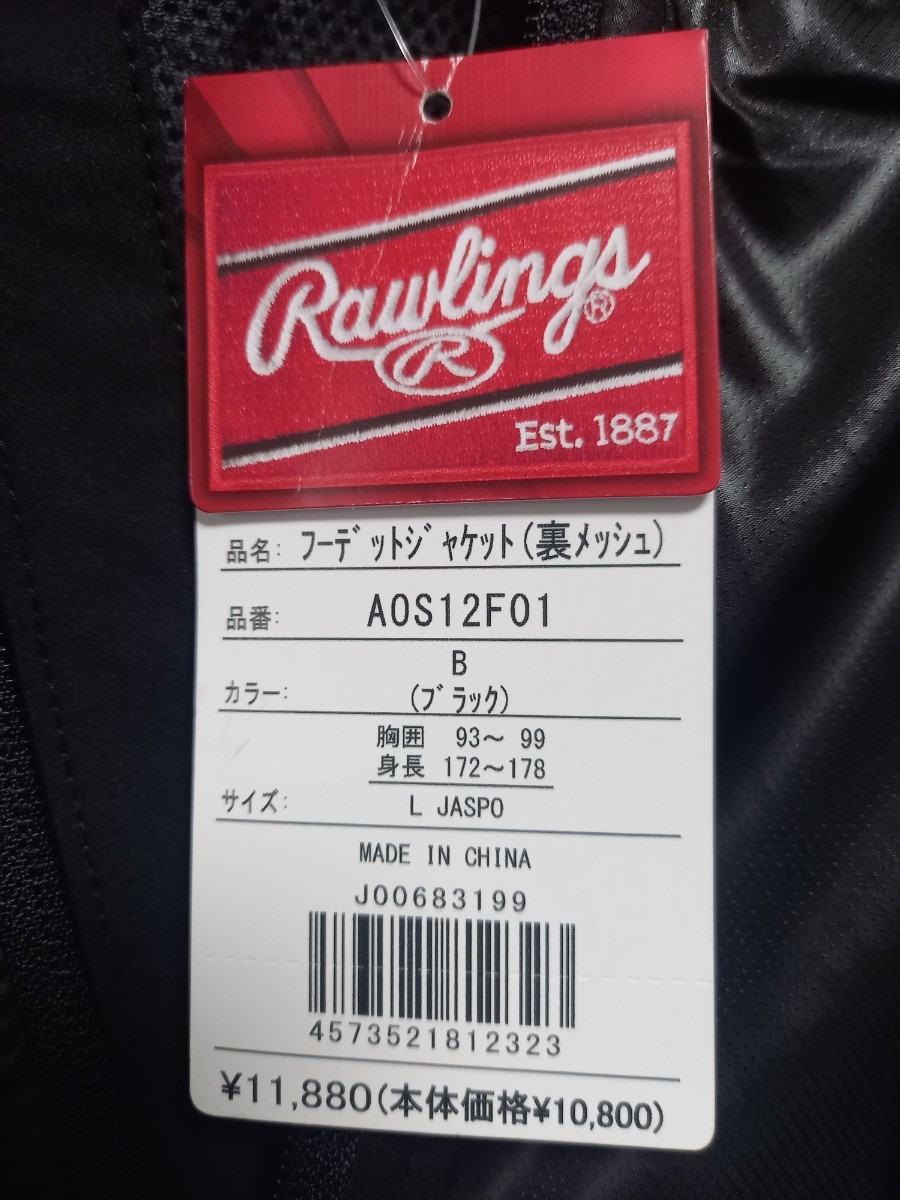 Rawlings®
R
Est. 1887
品名: フーデットジャケット(裏メッシュ)
品番: AOS12F01
B
カラー: (ブラック)
胸囲 93～ 99
身長 172～178
サイズ: L JASPO
MADE IN CHINA
J00683199
4573521812323
¥11,880(本体価格¥10,800)